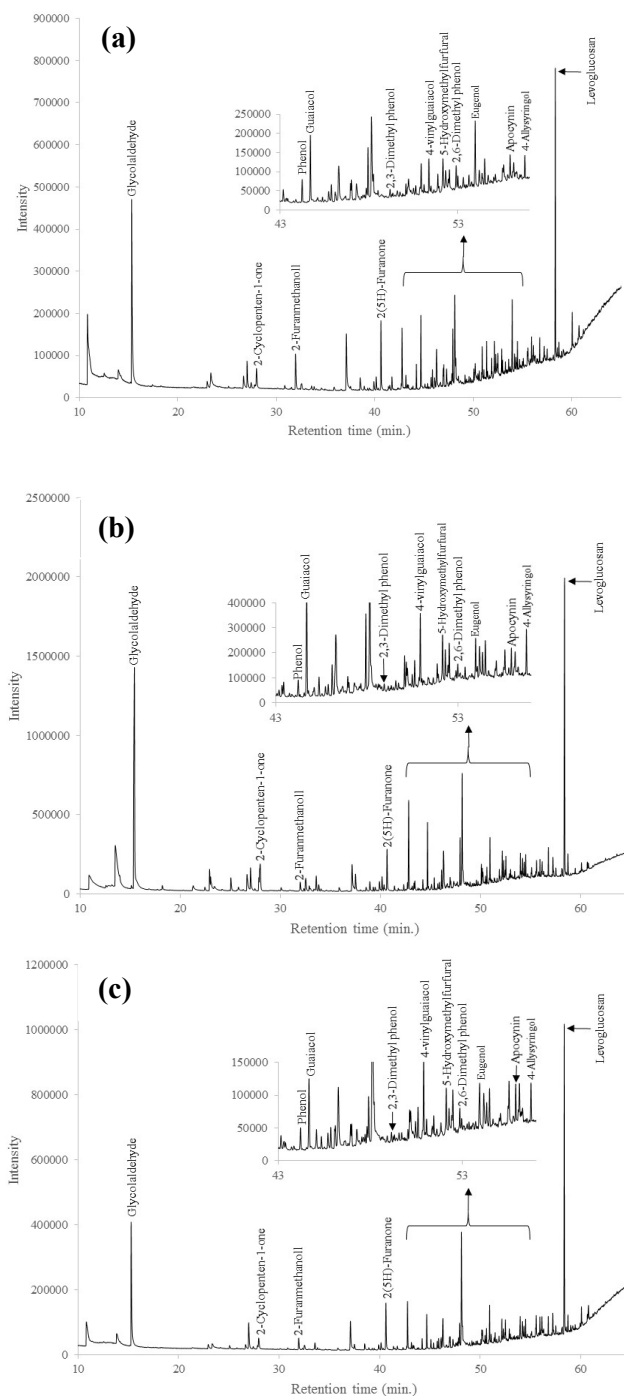 (a)
900000
800000
700000
600000
500000
400000
300000
200000
100000
0
Intensity
10
20
30
40
50
60
Retention time (min.)
Glycolaldehyde
2-Cyclopenten-1-one
2-Furanmethanoll
2(5H)-Furanone
Levoglucosan
250000
200000
150000
100000
50000
0
43
53
Phenol
Guaiacol
2,3-Dimethyl phenol
4-vinylguaiacol
5-Hydroxymethylfurfural
2,6-Dimethyl phenol
Eugenol
Apocynin
4-Allysyringol
(b)
2500000
2000000
1500000
1000000
500000
0
Intensity
10
20
30
40
50
60
Retention time (min.)
Glycolaldehyde
2-Cyclopenten-1-one
2-Furanmethanoll
2(5H)-Furanone
Levoglucosan
400000
300000
200000
100000
0
43
53
Phenol
Guaiacol
2,3-Dimethyl phenol
4-vinylguaiacol
5-Hydroxymethylfurfural
2,6-Dimethyl phenol
Eugenol
Apocynin
4-Allysyringol
(c)
1200000
1000000
800000
600000
400000
200000
0
Intensity
10
20
30
40
50
60
Retention time (min.)
Glycolaldehyde
2-Cyclopenten-1-one
2-Furanmethanoll
2(5H)-Furanone
Levoglucosan
150000
100000
50000
0
43
53
Phenol
Guaiacol
2,3-Dimethyl phenol
4-vinylguaiacol
5-Hydroxymethylfurfural
2,6-Dimethyl phenol
Eugenol
Apocynin
4-Allysyringol